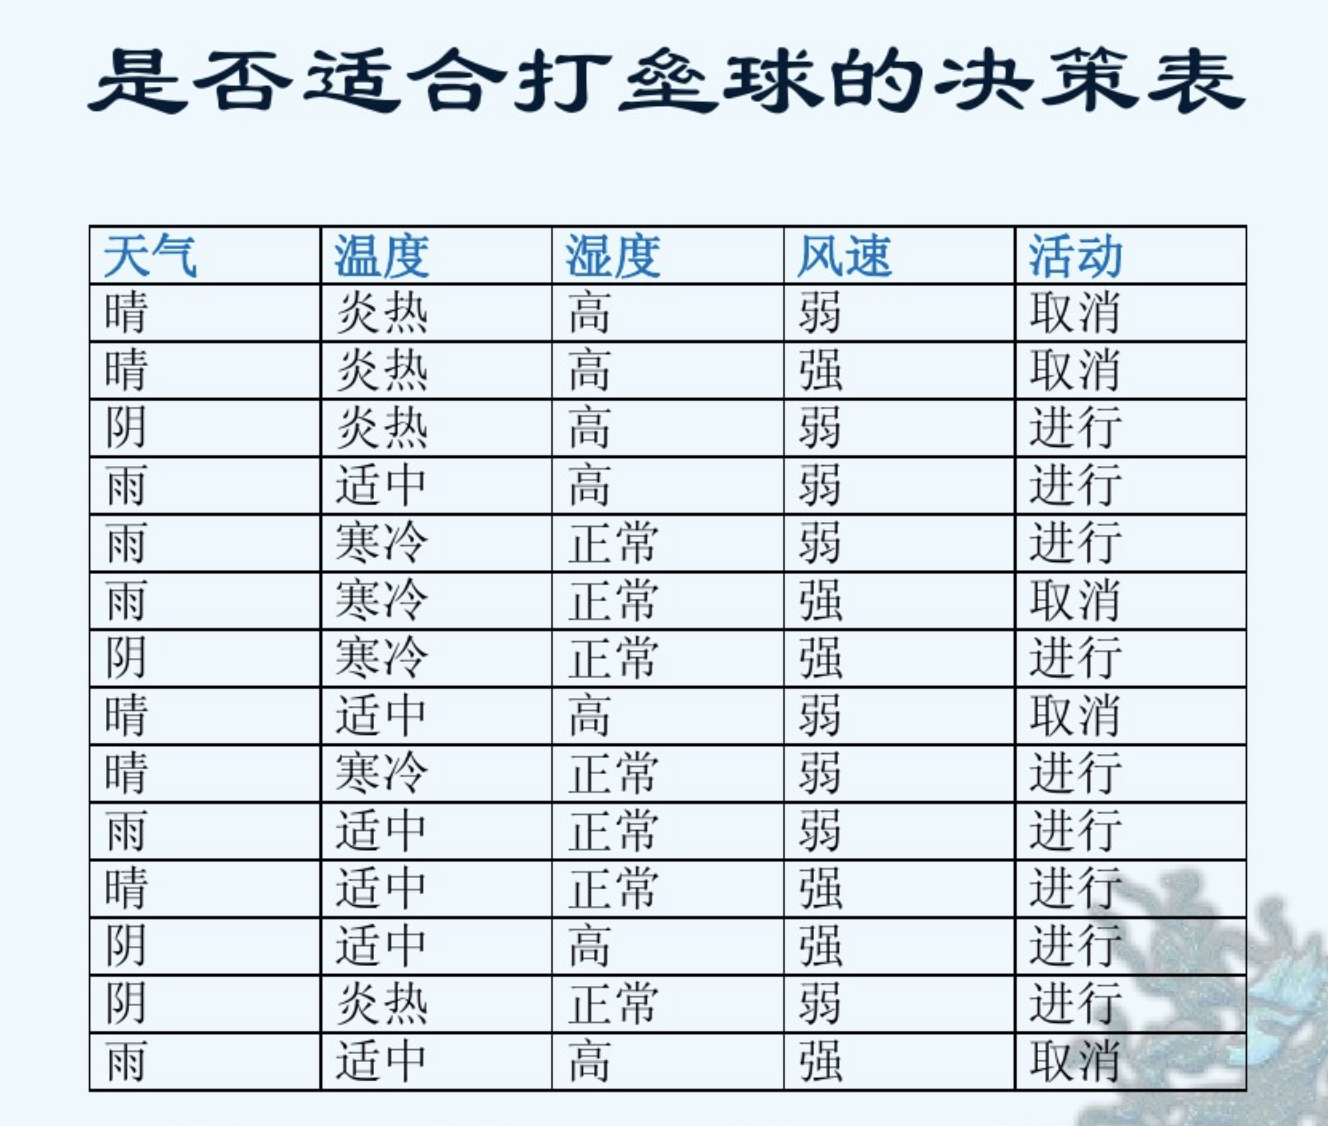 是否适合打垒球的决策表
天气 温度 湿度 风速 活动
晴 炎热 高 弱 取消
晴 炎热 高 强 取消
阴 炎热 高 弱 进行
雨 适中 高 弱 进行
雨 寒冷 正常 弱 进行
雨 寒冷 正常 强 取消
阴 寒冷 正常 强 进行
晴 适中 高 弱 取消
晴 寒冷 正常 弱 进行
雨 适中 正常 弱 进行
晴 适中 正常 强 进行
阴 适中 高 强 进行
阴 炎热 正常 弱 进行
雨 适中 高 强 取消